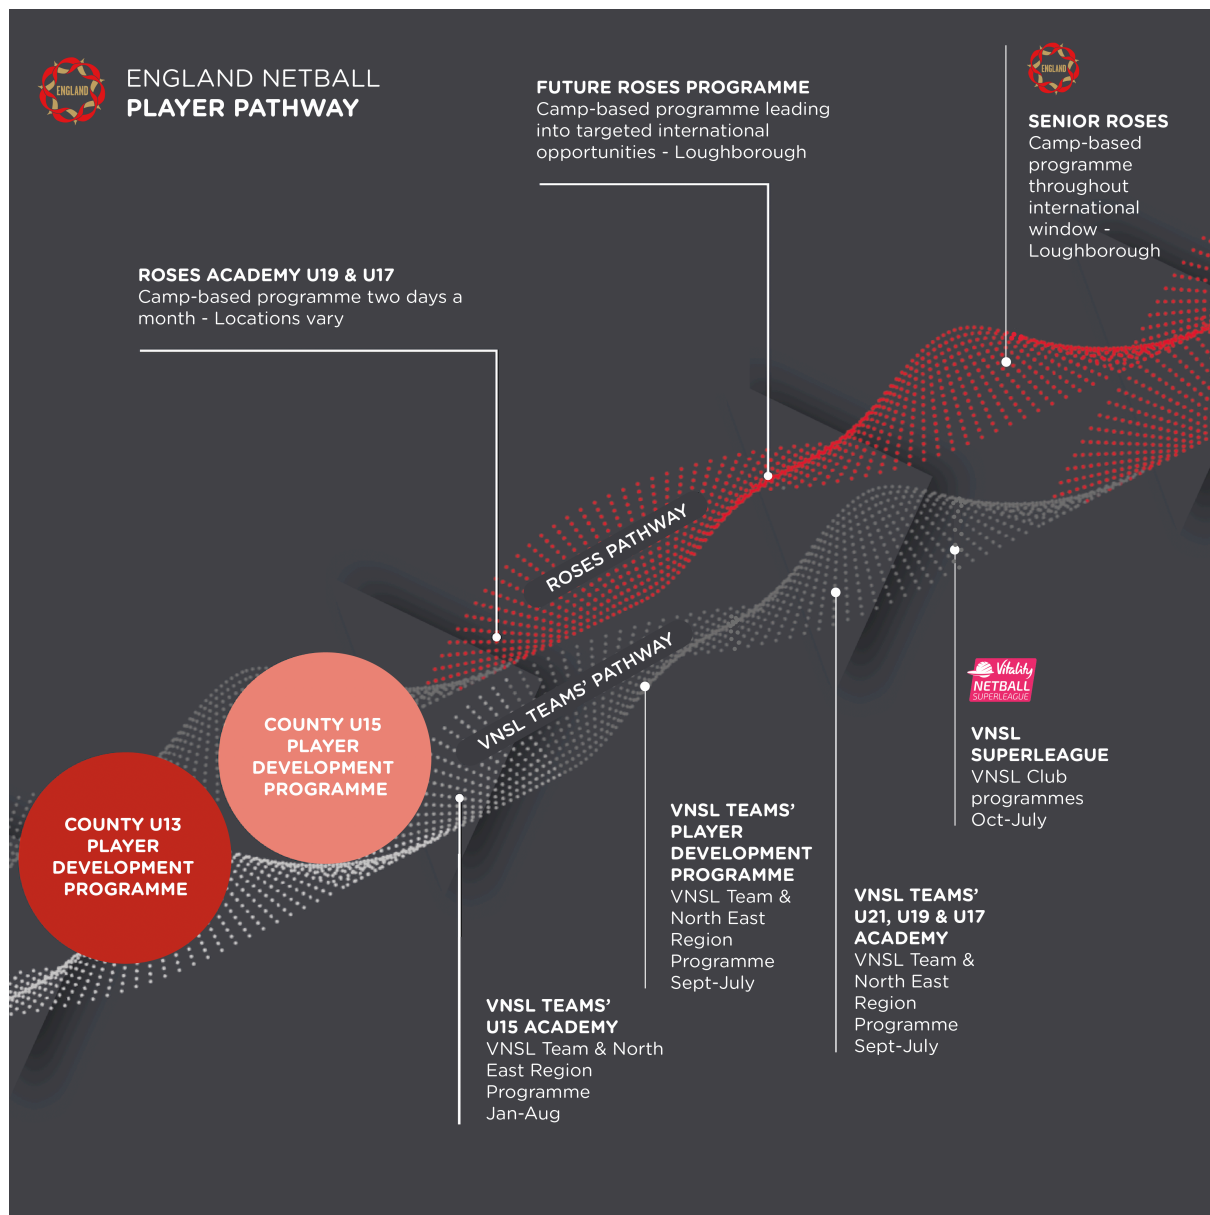 ENGLAND
ENGLAND NETBALL
PLAYER PATHWAY
FUTURE ROSES PROGRAMME
Camp-based programme leading
into targeted international
opportunities - Loughborough
ENGLAND
SENIOR ROSES
Camp-based
programme
throughout
international
window -
Loughborough
ROSES ACADEMY U19 & U17
Camp-based programme two days a
month - Locations vary
ROSES PATHWAY
VNSL TEAMS’ PATHWAY
COUNTY U15
PLAYER
DEVELOPMENT
PROGRAMME
COUNTY U13
PLAYER
DEVELOPMENT
PROGRAMME
Vitality
NETBALL
SUPERLEAGUE
VNSL
SUPERLEAGUE
VNSL Club
programmes
Oct-July
VNSL TEAMS’
PLAYER
DEVELOPMENT
PROGRAMME
VNSL Team &
North East
Region
Programme
Sept-July
VNSL TEAMS’
U21, U19 & U17
ACADEMY
VNSL Team &
North East
Region
Programme
Sept-July
VNSL TEAMS’
U15 ACADEMY
VNSL Team & North
East Region
Programme
Jan-Aug